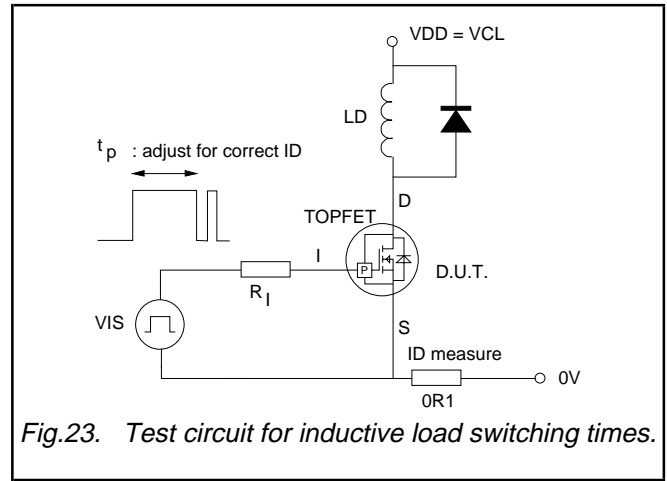 VDD = VCL
LD
t p : adjust for correct ID
D
TOPFET
I
P
D.U.T.
R I
VIS
S
ID measure
0V
0R1
Fig.23. Test circuit for inductive load switching times.